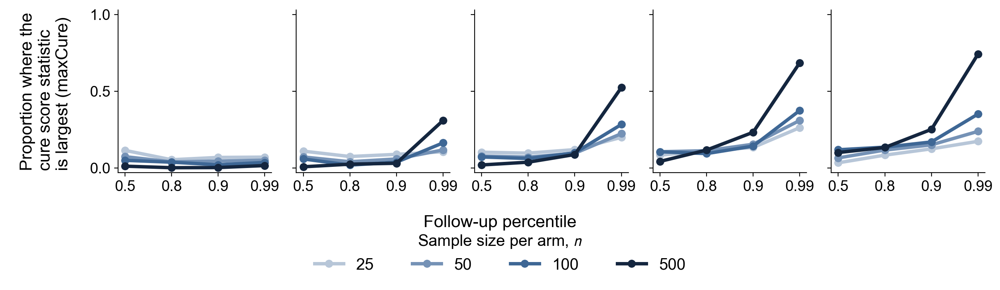 Proportion where the
cure score statistic
is largest (maxCure)
1.0
0.5
0.0
0.5 0.8 0.9 0.99 0.5 0.8 0.9 0.99 0.5 0.8 0.9 0.99 0.5 0.8 0.9 0.99 0.5 0.8 0.9 0.99
Follow-up percentile
Sample size per arm, n
25 50 100 500